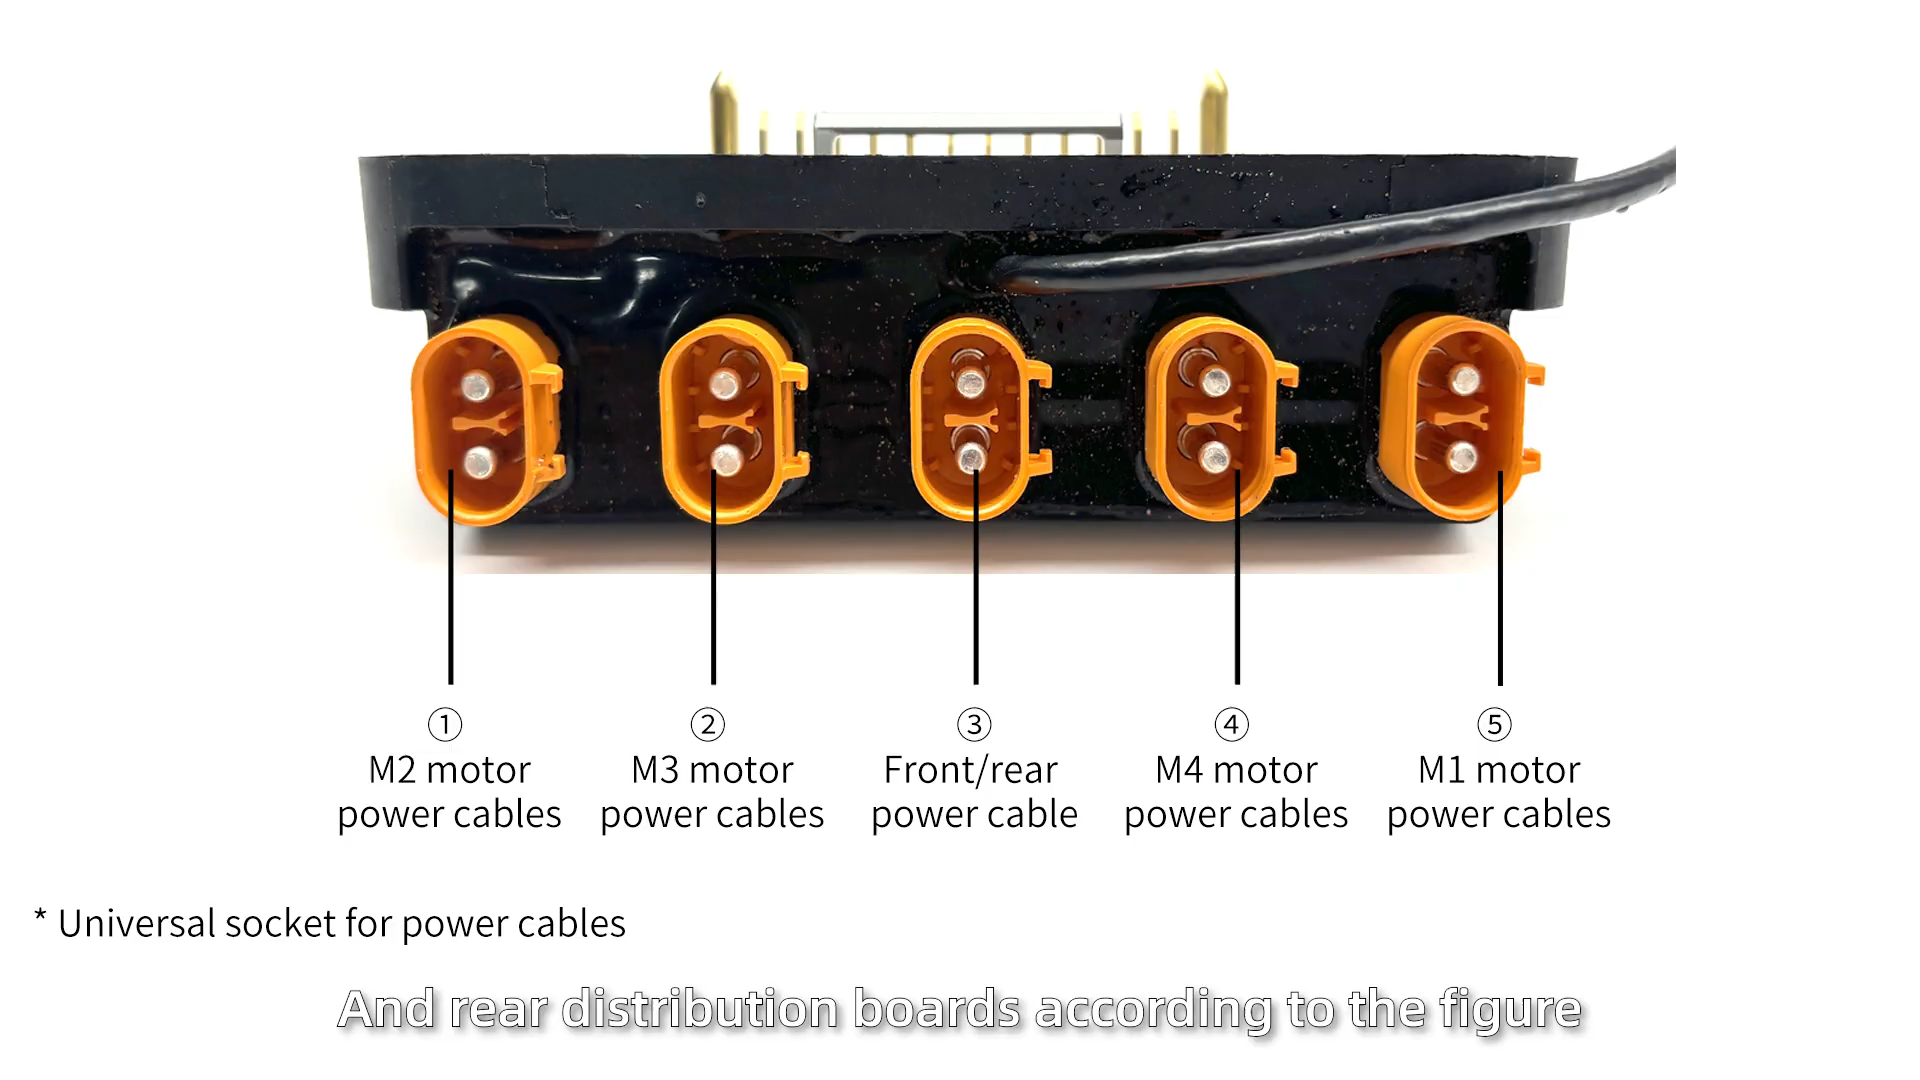 ① ② ③ ④ ⑤
M2 motor M3 motor Front/rear M4 motor M1 motor
power cables power cables power cable power cables power cables
* Universal socket for power cables
And rear distribution boards according to the figure